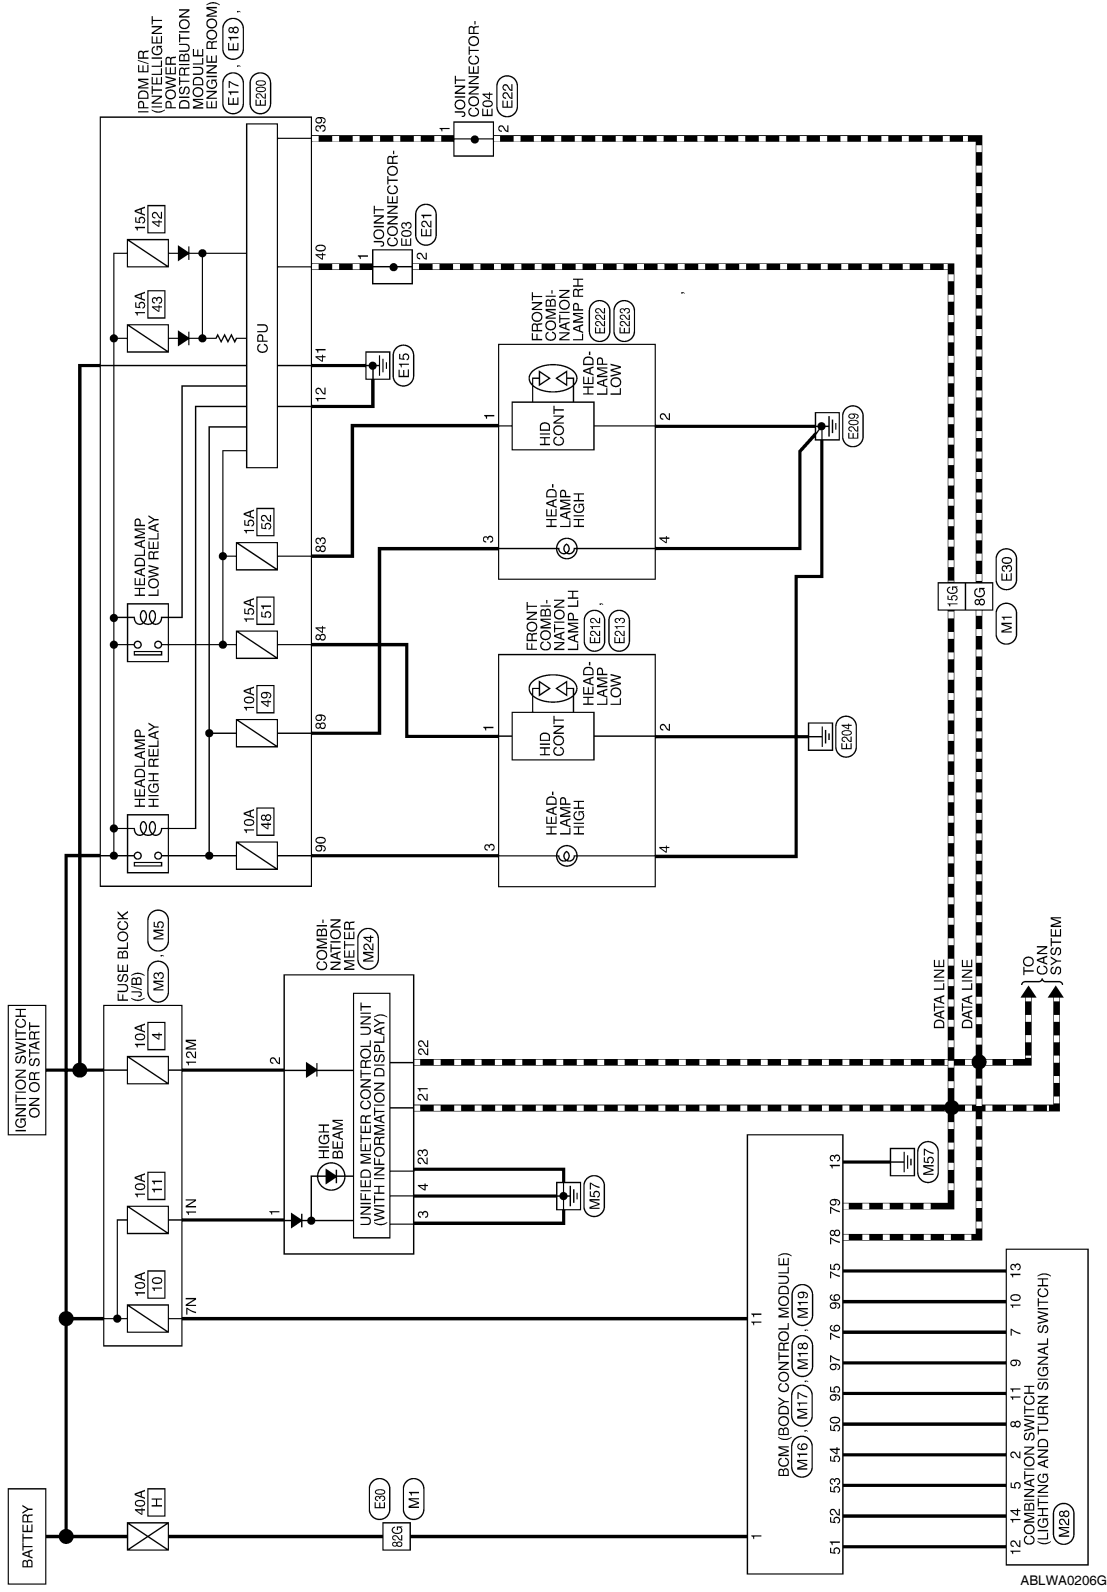 BATTERY
IGNITION SWITCH
ON OR START
40A
H
E30
M1
82G
1
FUSE BLOCK
(J/B)
M3 , M5
10A
10
10A
11
10A
4
7N
1N
12M
COMBI-
NATION
METER
M24
1
2
HIGH
BEAM
UNIFIED METER CONTROL UNIT
(WITH INFORMATION DISPLAY)
3
4
23
21
22
M57
IPDM E/R
(INTELLIGENT
POWER
DISTRIBUTION
MODULE
ENGINE ROOM)
E17 , E18 ,
E200
HEADLAMP
HIGH RELAY
HEADLAMP
LOW RELAY
15A
43
15A
42
10A
48
10A
49
15A
51
15A
52
CPU
90
89
84
83
12
41
40
39
E15
JOINT
CONNECTOR-
E03
E21
1
2
JOINT
CONNECTOR-
E04
E22
1
2
FRONT
COMBI-
NATION
LAMP LH
E212 ,
E213
3
1
HEAD-
LAMP
HIGH
HID
CONT
HEAD-
LAMP
LOW
4
2
E204
FRONT
COMBI-
NATION
LAMP RH
E222
E223
,
3
1
HEAD-
LAMP
HIGH
HID
CONT
HEAD-
LAMP
LOW
4
2
E209
15G
8G
M1
E30
DATA LINE
DATA LINE
TO
CAN
SYSTEM
11
BCM (BODY CONTROL MODULE)
M16 , M17 , M18 , M19
51
52
53
54
50
95
97
76
96
75
78
79
13
M57
12
14
5
2
8
11
9
7
10
13
COMBINATION SWITCH
(LIGHTING AND TURN SIGNAL SWITCH)
M28
ABLWA0206G